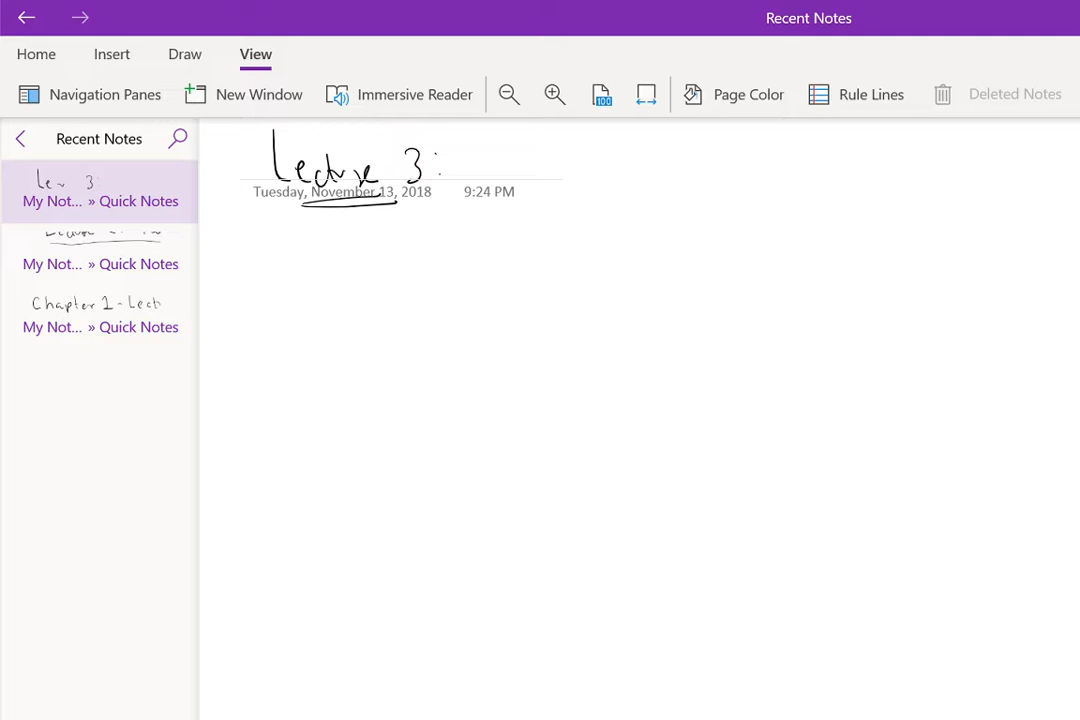 Recent Notes
Home Insert Draw View
Navigation Panes New Window Immersive Reader 100 Page Color Rule Lines Deleted Notes
Recent Notes
3:
My Not... » Quick Notes
My Not... » Quick Notes
Chapter 1 - Lect
My Not... » Quick Notes
Lecture 3:
Tuesday, November 13, 2018 9:24 PM